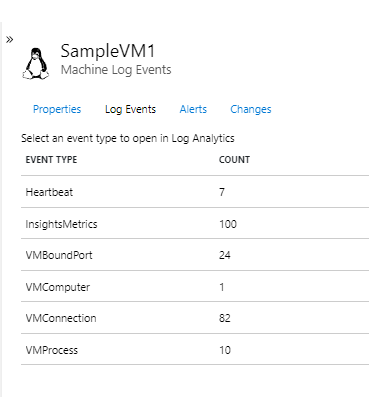 »
SampleVM1
Machine Log Events
Properties Log Events Alerts Changes
Select an event type to open in Log Analytics
EVENT TYPE COUNT
Heartbeat 7
InsightsMetrics 100
VMBoundPort 24
VMComputer 1
VMConnection 82
VMProcess 10